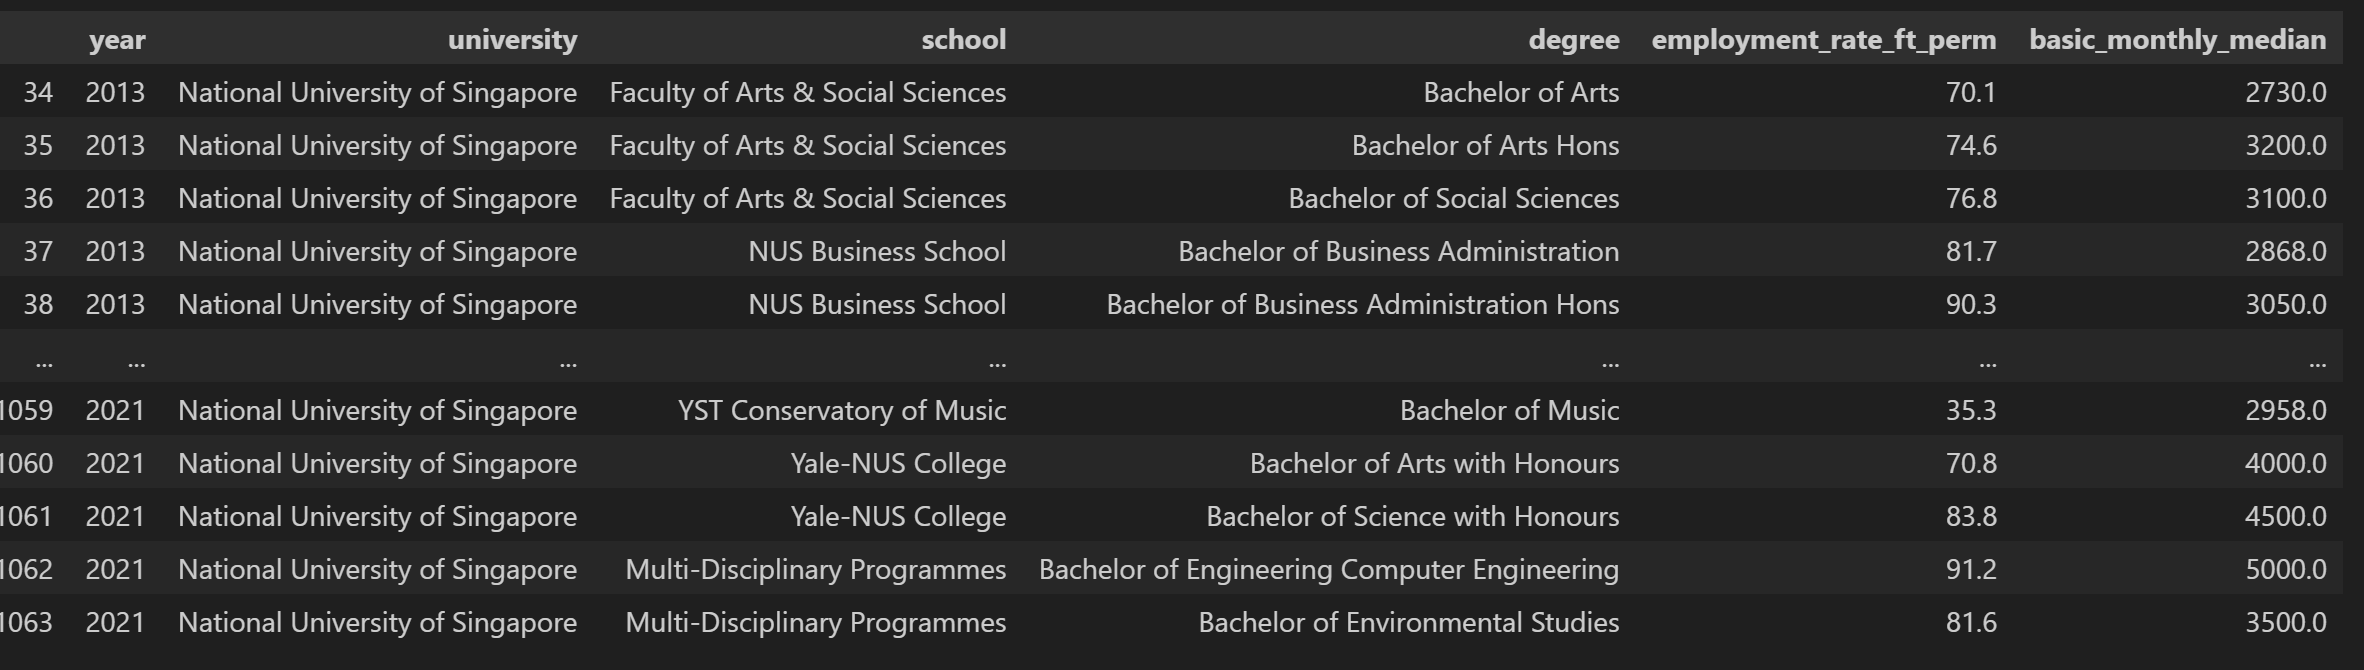 year university school degree employment_rate_ft_perm basic_monthly_median
34 2013 National University of Singapore Faculty of Arts & Social Sciences Bachelor of Arts 70.1 2730.0
35 2013 National University of Singapore Faculty of Arts & Social Sciences Bachelor of Arts Hons 74.6 3200.0
36 2013 National University of Singapore Faculty of Arts & Social Sciences Bachelor of Social Sciences 76.8 3100.0
37 2013 National University of Singapore NUS Business School Bachelor of Business Administration 81.7 2868.0
38 2013 National University of Singapore NUS Business School Bachelor of Business Administration Hons 90.3 3050.0
... ... ... ... ... ... ...
1059 2021 National University of Singapore YST Conservatory of Music Bachelor of Music 35.3 2958.0
1060 2021 National University of Singapore Yale-NUS College Bachelor of Arts with Honours 70.8 4000.0
1061 2021 National University of Singapore Yale-NUS College Bachelor of Science with Honours 83.8 4500.0
1062 2021 National University of Singapore Multi-Disciplinary Programmes Bachelor of Engineering Computer Engineering 91.2 5000.0
1063 2021 National University of Singapore Multi-Disciplinary Programmes Bachelor of Environmental Studies 81.6 3500.0